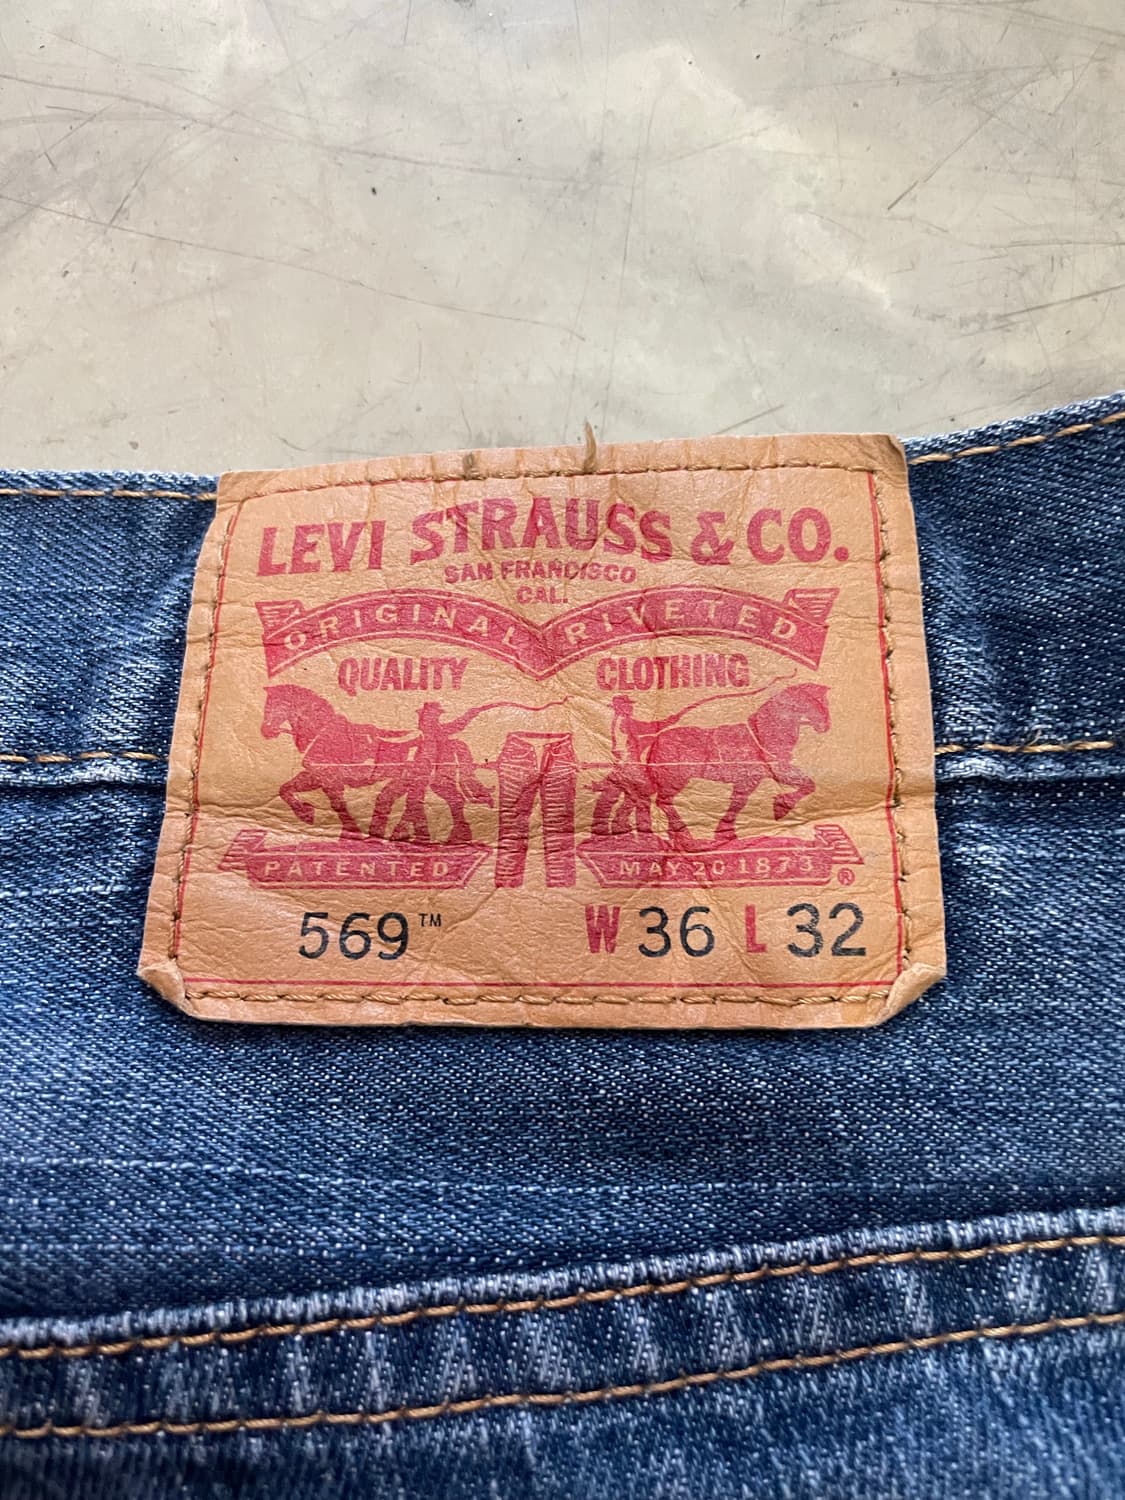 LEVI STRAUSS & CO.
SAN FRANCISCO
CAL.
ORIGINAL RIVETED
QUALITY CLOTHING
PATENTED MAY 20 1873 ®
569™ W 36 L 32